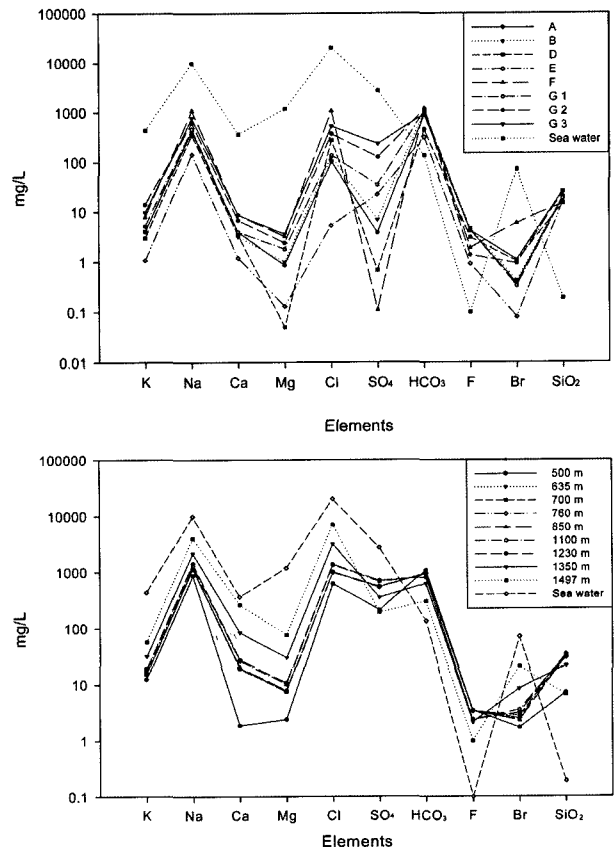 100000
10000
1000
100
10
1
0.1
0.01
mg/L
A
B
D
E
F
G 1
G 2
G 3
Sea water
K Na Ca Mg Cl SO₄ HCO₃ F Br SiO₂
Elements
100000
10000
1000
100
10
1
0.1
mg/L
500 m
635 m
700 m
760 m
850 m
1100 m
1230 m
1350 m
1497 m
Sea water
K Na Ca Mg Cl SO₄ HCO₃ F Br SiO₂
Elements